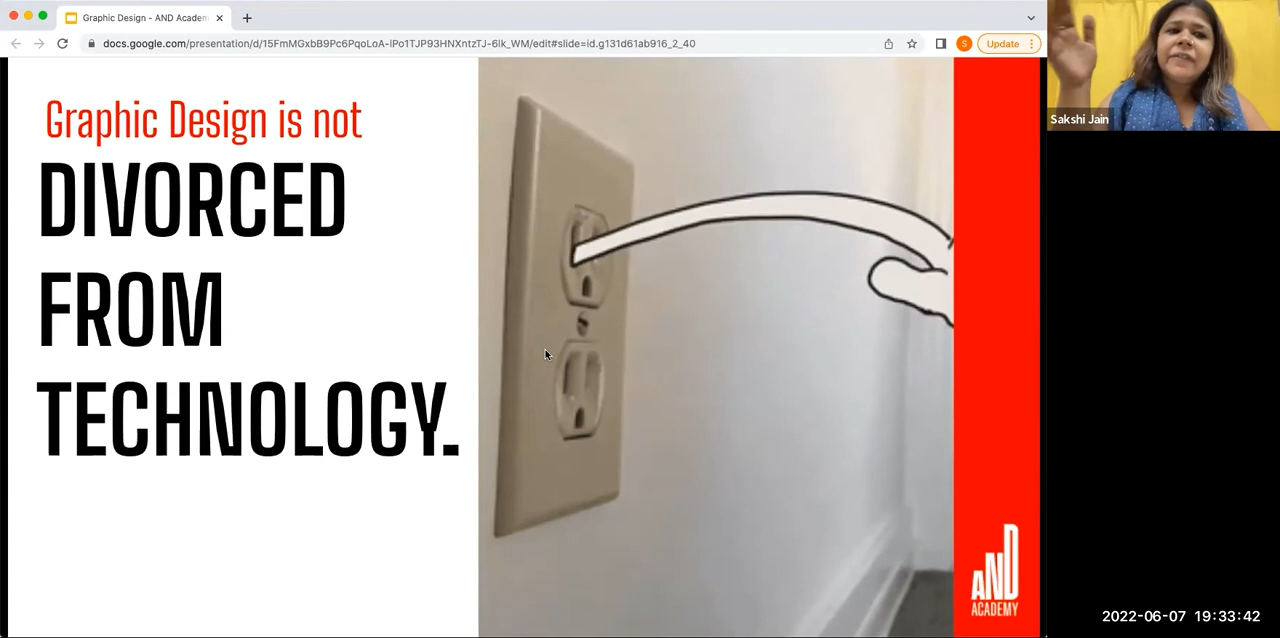 Graphic Design - AND Academ
docs.google.com/presentation/d/15FmMGxbB9Pc6PqoLoA-lPo1TJP93HNXntzTJ-6lk_WM/edit#slide=id.g131d61ab916_2_40
S
Update
Sakshi Jain
Graphic Design is not
DIVORCED
FROM
TECHNOLOGY.
AND
ACADEMY
2022-06-07 19:33:42